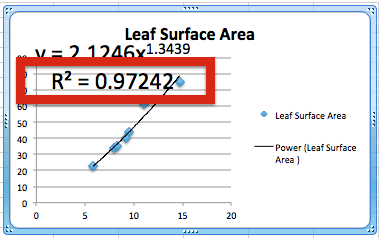 Leaf Surface Area
y = 2.1246x^1.3439
R² = 0.97242
60
50
40
30
20
10
0
0 5 10 15 20
Leaf Surface Area
Power (Leaf Surface
Area )